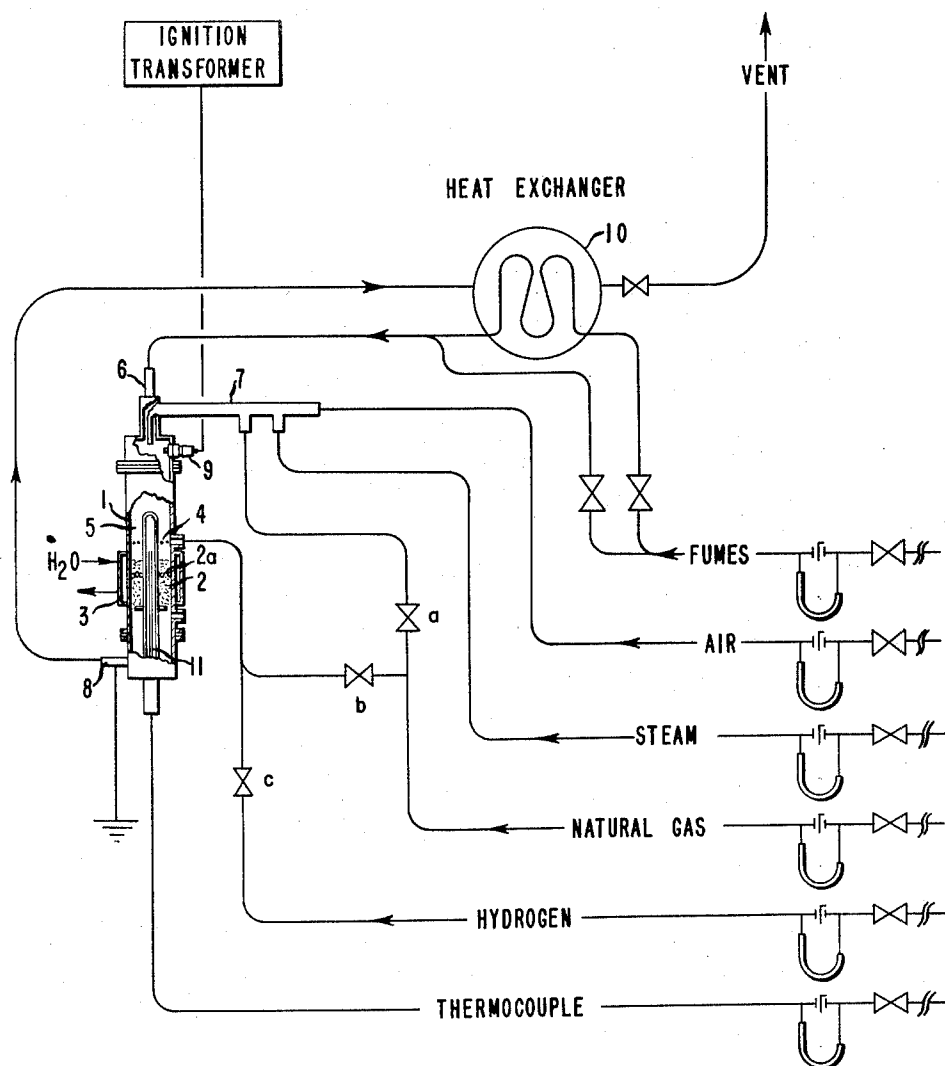 IGNITION
TRANSFORMER
VENT
HEAT EXCHANGER
10
6
7
9
1
5
4
H2O
2a
2
3
FUMES
a
AIR
11
8
b
STEAM
c
NATURAL GAS
HYDROGEN
THERMOCOUPLE